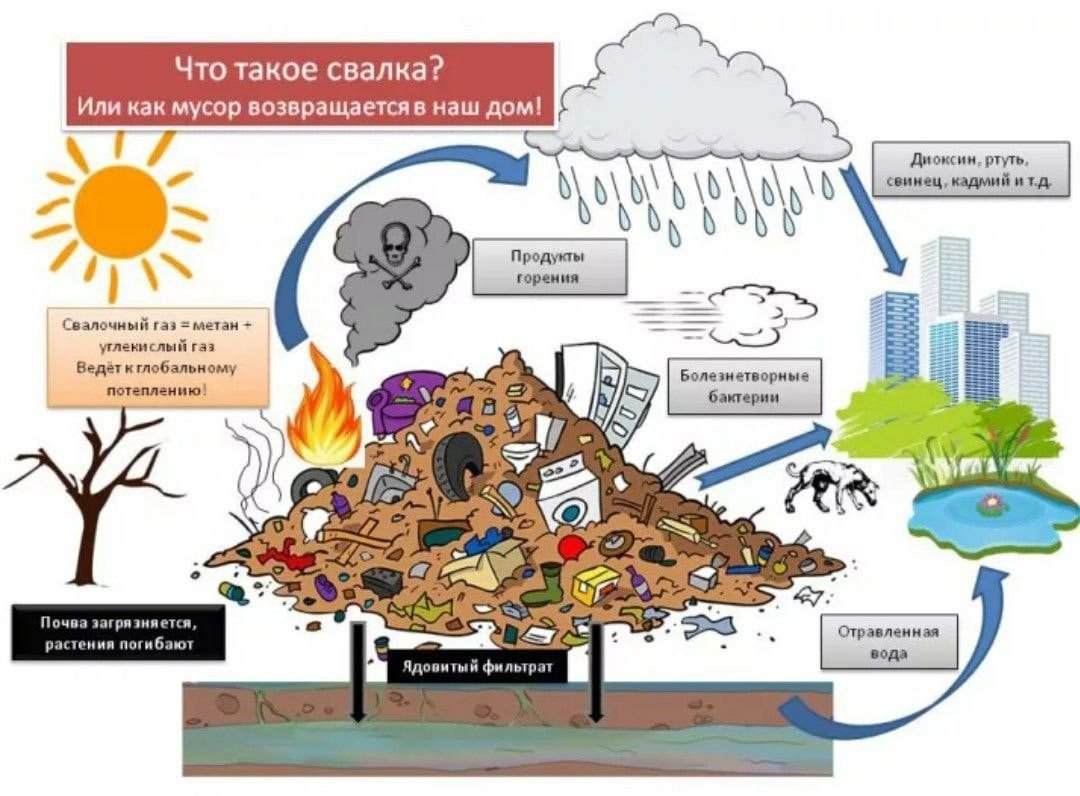 Что такое свалка?
Или как мусор возвращается в наш дом!
Диоксин, ртуть,
свинец, кадмий и т.д.
Продукты
горения
Свалочный газ = метан +
углекислый газ
Ведёт к глобальному
потеплению!
Болезнетворные
бактерии
Почва загрязняется,
растения погибают
Ядовитый фильтрат
Отравленная
вода